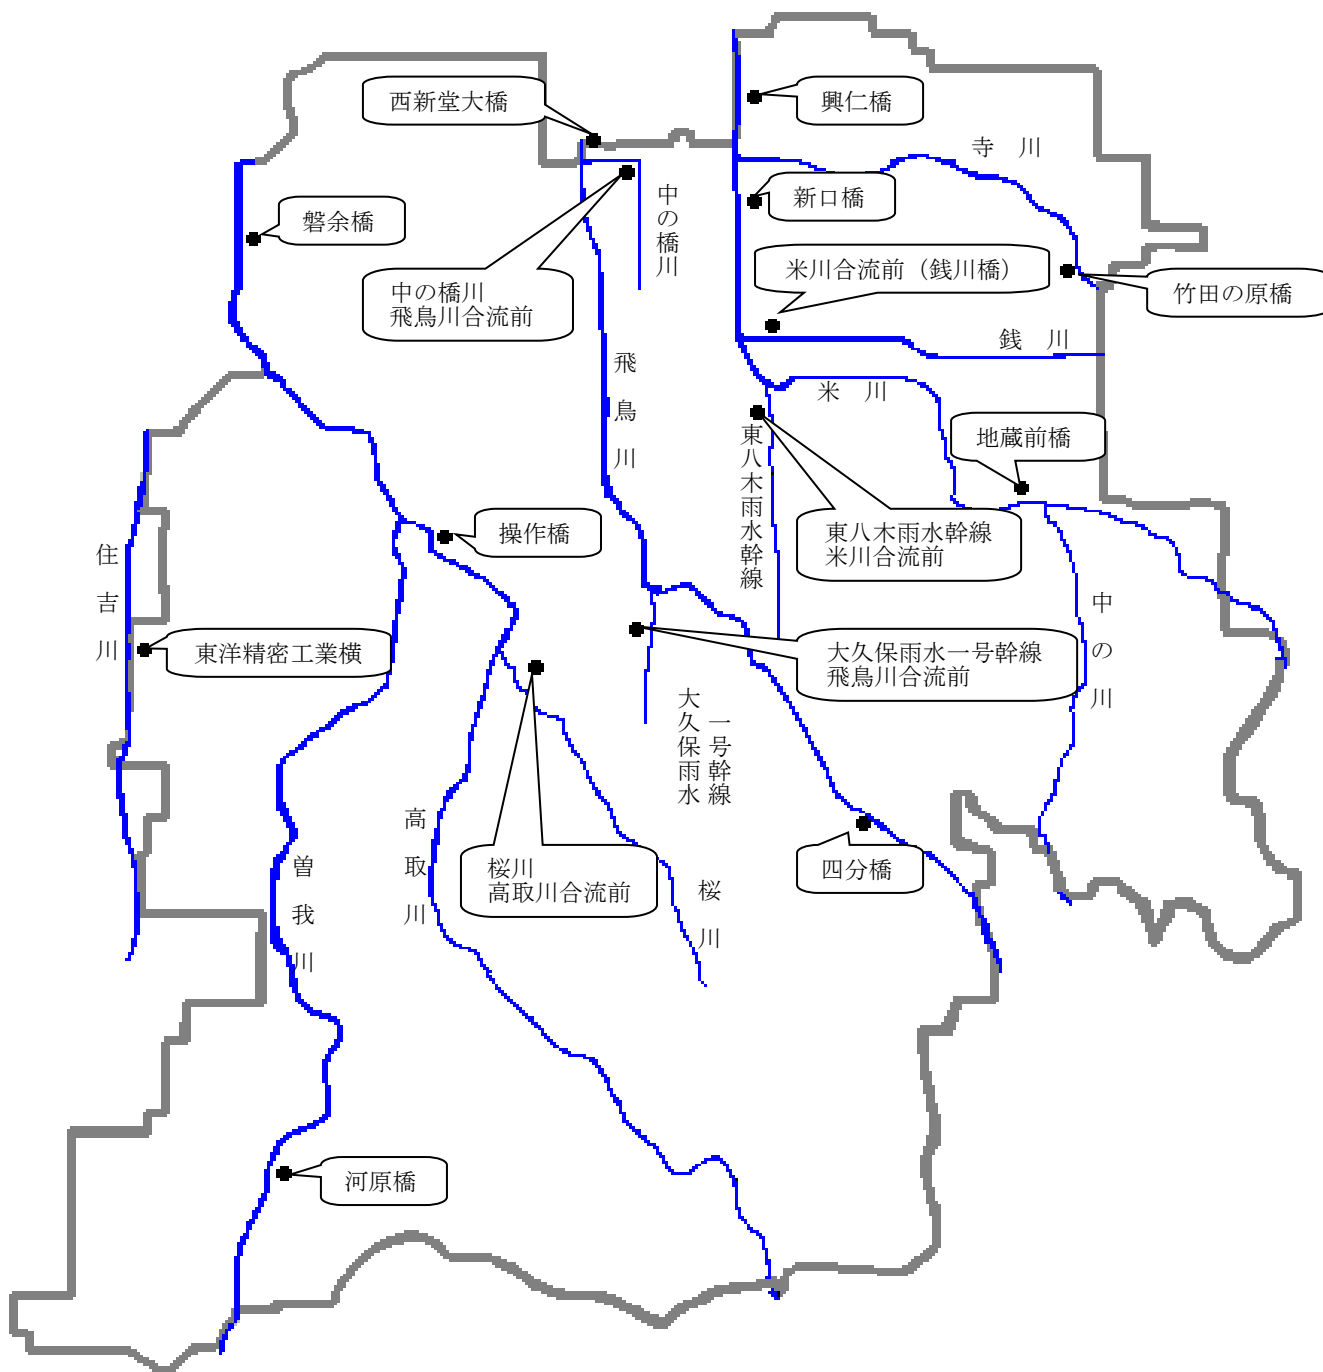 西新堂大橋
興仁橋
寺川
中の橋川
新口橋
磐余橋
米川合流前（銭川橋）
竹田の原橋
中の橋川
飛鳥川合流前
銭川
飛鳥川
米川
東八木雨水幹線
地蔵前橋
操作橋
東八木雨水幹線
米川合流前
住吉川
中の川
東洋精密工業横
大久保雨水一号幹線
飛鳥川合流前
大久保雨水
一号幹線
高取川
四分橋
桜川
高取川合流前
曽我川
桜川
河原橋